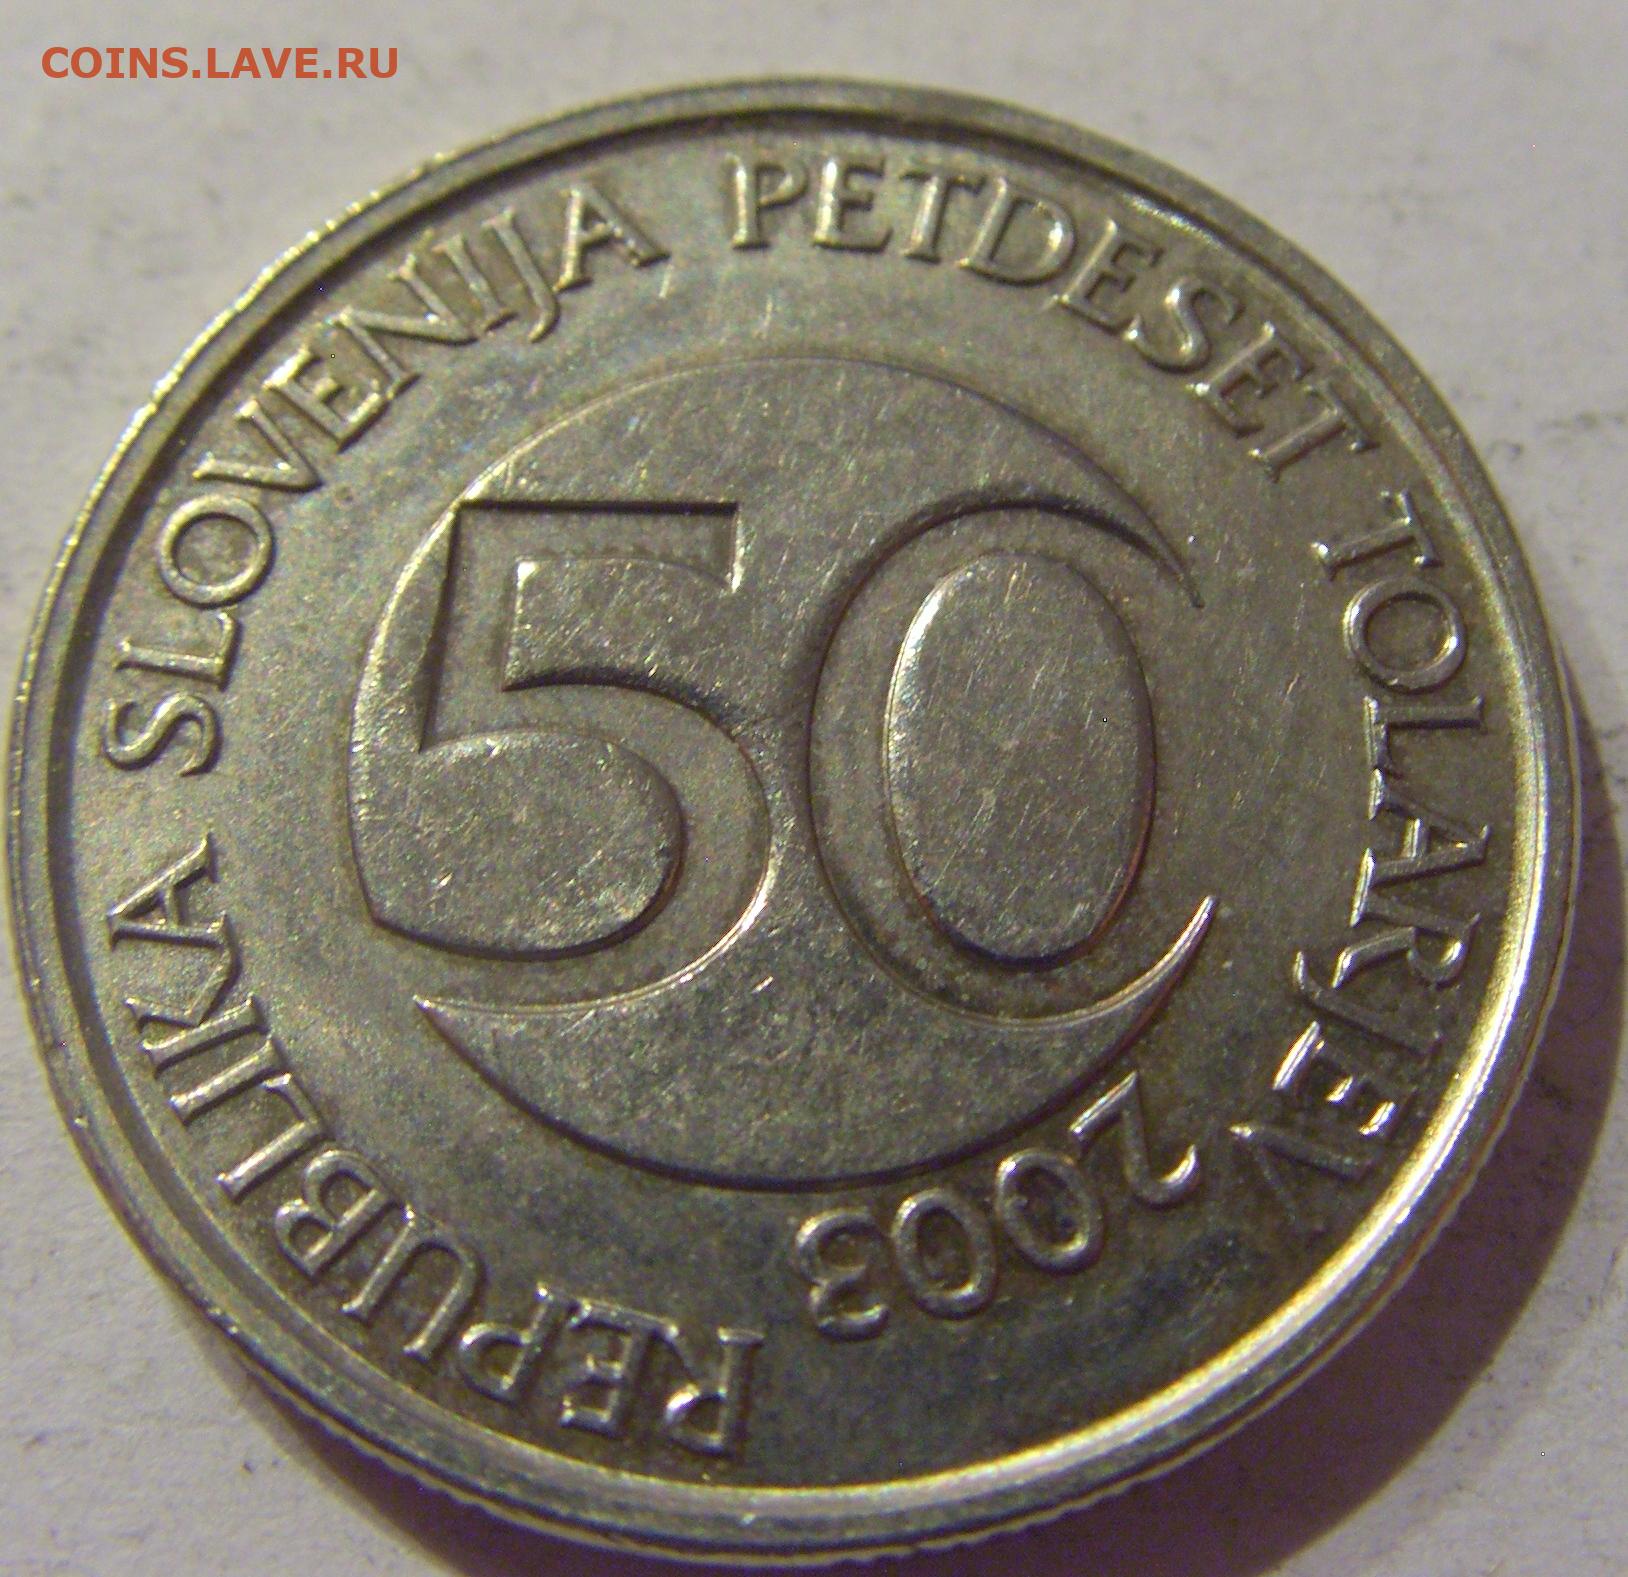 COINS.LAVE.RU
REPUBLIKA SLOVENIJA PETDESET TOLARJEV
2003
50